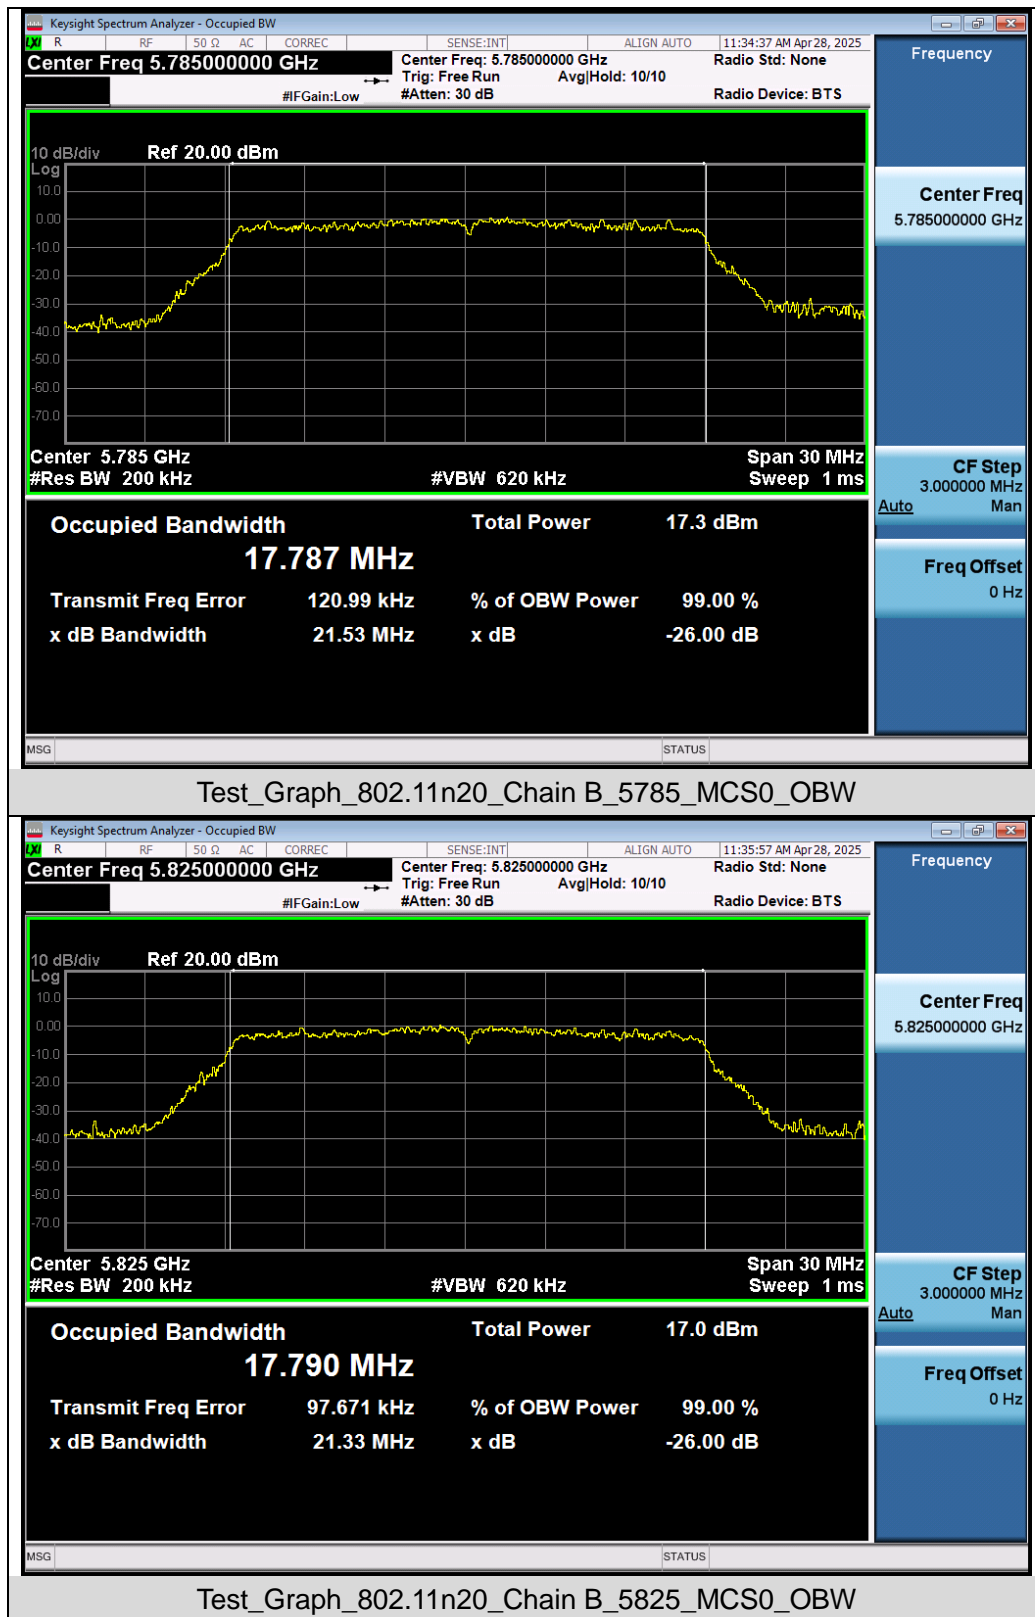 Keysight Spectrum Analyzer - Occupied BW
LXI R RF 50 Ω AC CORREC SENSE:INT ALIGN AUTO 11:34:37 AM Apr 28, 2025
Center Freq 5.785000000 GHz
Center Freq: 5.785000000 GHz
Radio Std: None
Trig: Free Run Avg|Hold: 10/10
#IFGain:Low
#Atten: 30 dB
Radio Device: BTS
Frequency
10 dB/div Ref 20.00 dBm
Log
10.0
0.00
-10.0
-20.0
-30.0
-40.0
-50.0
-60.0
-70.0
Center 5.785 GHz Span 30 MHz
#Res BW 200 kHz #VBW 620 kHz Sweep 1 ms
Center Freq
5.785000000 GHz
CF Step
3.000000 MHz
Auto Man
Freq Offset
0 Hz
Occupied Bandwidth Total Power 17.3 dBm
17.787 MHz
Transmit Freq Error 120.99 kHz % of OBW Power 99.00 %
x dB Bandwidth 21.53 MHz x dB -26.00 dB
MSG STATUS
Test_Graph_802.11n20_Chain B_5785_MCS0_OBW
Keysight Spectrum Analyzer - Occupied BW
LXI R RF 50 Ω AC CORREC SENSE:INT ALIGN AUTO 11:35:57 AM Apr 28, 2025
Center Freq 5.825000000 GHz
Center Freq: 5.825000000 GHz
Radio Std: None
Trig: Free Run Avg|Hold: 10/10
#IFGain:Low
#Atten: 30 dB
Radio Device: BTS
Frequency
10 dB/div Ref 20.00 dBm
Log
10.0
0.00
-10.0
-20.0
-30.0
-40.0
-50.0
-60.0
-70.0
Center 5.825 GHz Span 30 MHz
#Res BW 200 kHz #VBW 620 kHz Sweep 1 ms
Center Freq
5.825000000 GHz
CF Step
3.000000 MHz
Auto Man
Freq Offset
0 Hz
Occupied Bandwidth Total Power 17.0 dBm
17.790 MHz
Transmit Freq Error 97.671 kHz % of OBW Power 99.00 %
x dB Bandwidth 21.33 MHz x dB -26.00 dB
MSG STATUS
Test_Graph_802.11n20_Chain B_5825_MCS0_OBW